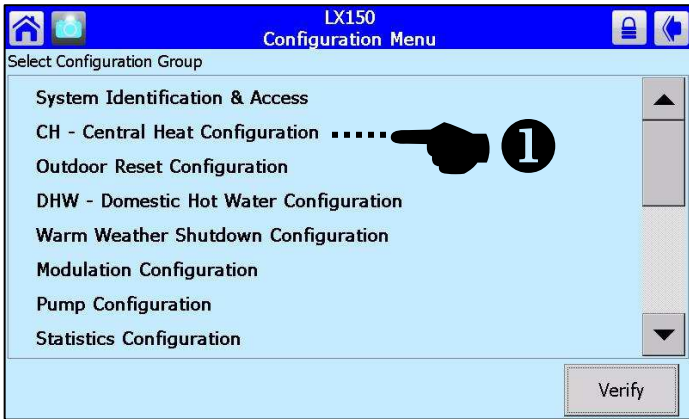 LX150
Configuration Menu
Select Configuration Group
System Identification & Access
CH - Central Heat Configuration
❶
Outdoor Reset Configuration
DHW - Domestic Hot Water Configuration
Warm Weather Shutdown Configuration
Modulation Configuration
Pump Configuration
Statistics Configuration
Verify